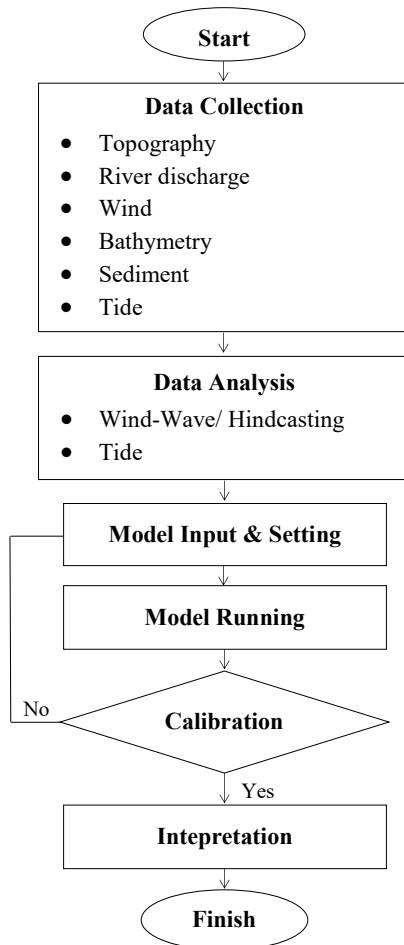 Start
Data Collection
• Topography
• River discharge
• Wind
• Bathymetry
• Sediment
• Tide
Data Analysis
• Wind-Wave/ Hindcasting
• Tide
Model Input & Setting
Model Running
Calibration
No
Yes
Intepretation
Finish